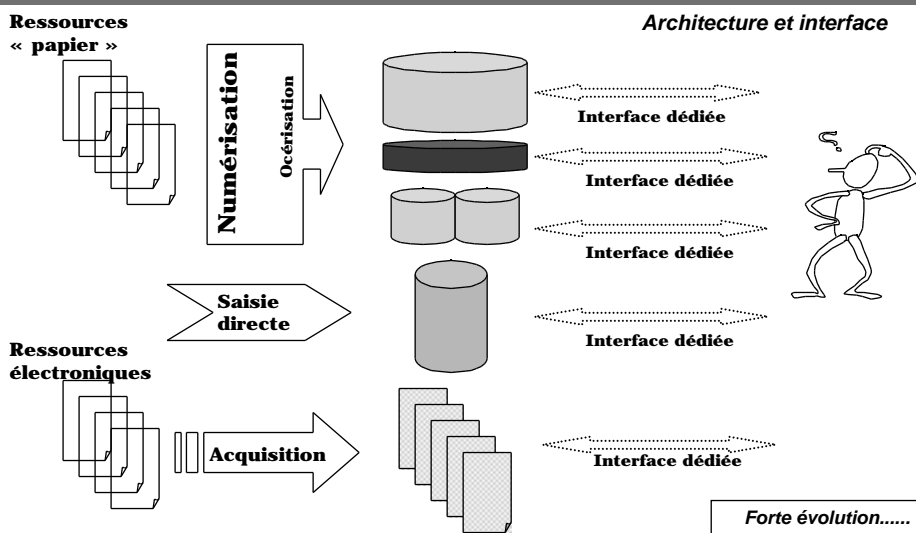 Architecture et interface
Ressources
« papier »
Numérisation
Océrisation
Interface dédiée
Interface dédiée
?
Interface dédiée
Saisie
directe
Interface dédiée
Ressources
électroniques
Acquisition
Interface dédiée
Forte évolution......